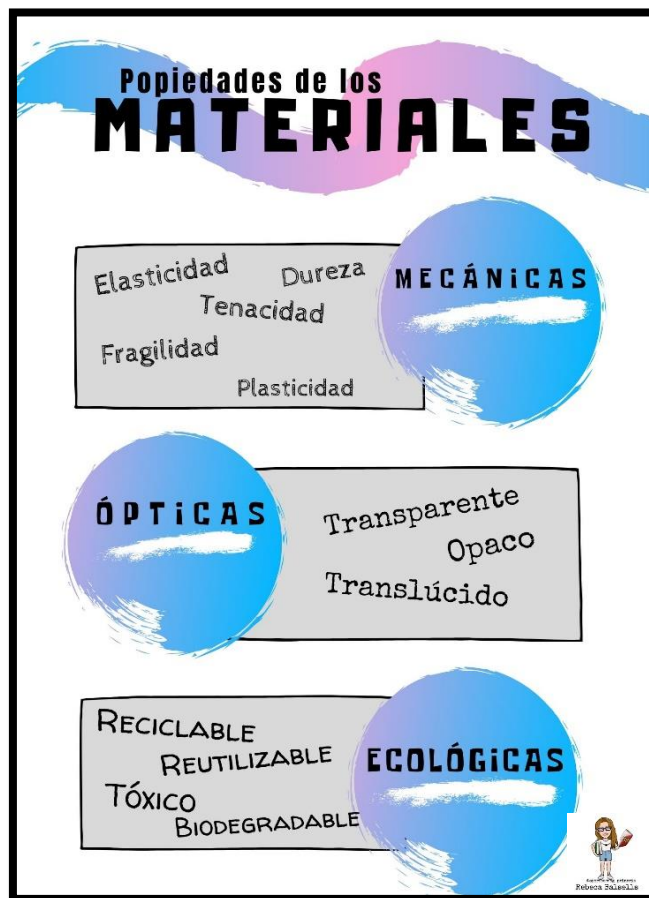 Popiedades de los
MATERIALES
MECÁNiCAS
Elasticidad
Dureza
Tenacidad
Fragilidad
Plasticidad
ÓPTiCAS
Transparente
Opaco
Translúcido
ECOLÓGiCAS
RECICLABLE
REUTILIZABLE
TÓXICO
BIODEGRADABLE
Rebeca Balsells